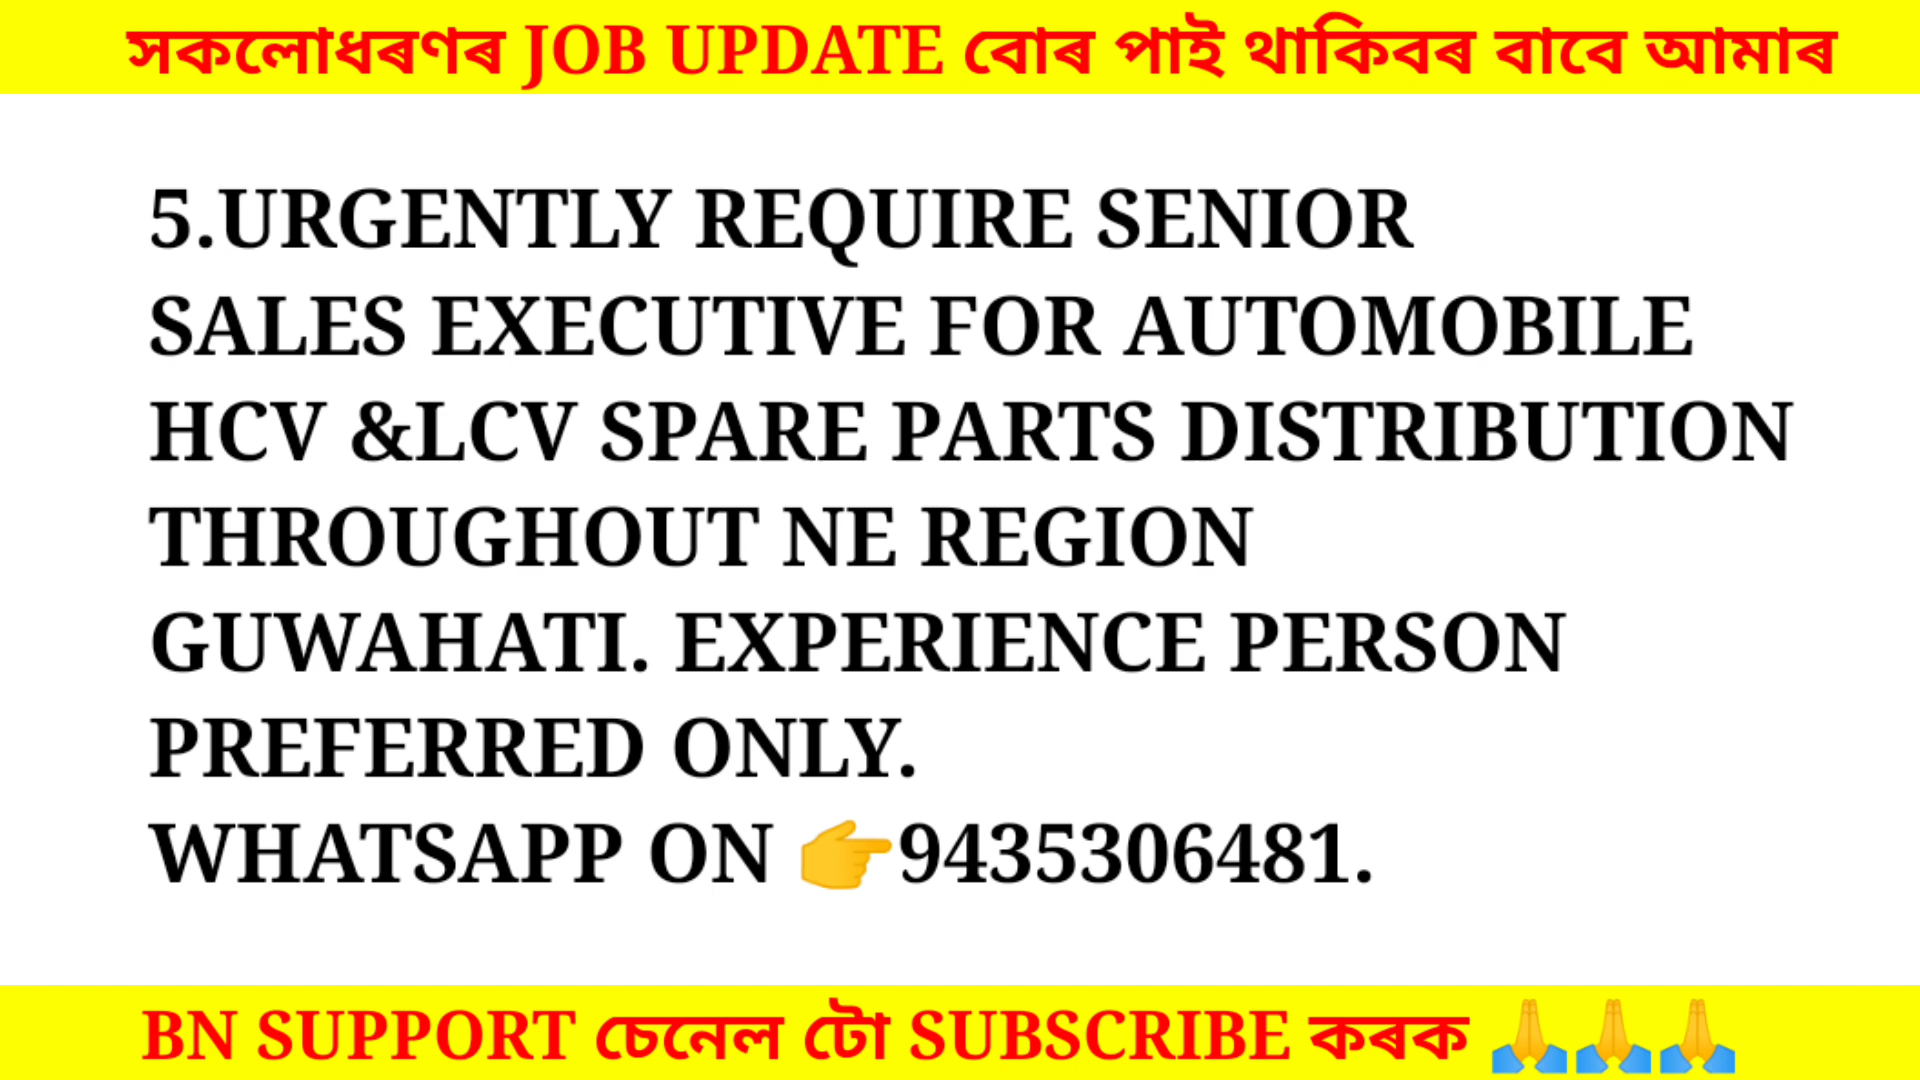 সকলোধৰণৰ JOB UPDATE বোৰ পাই থাকিবৰ বাবে আমাৰ
5.URGENTLY REQUIRE SENIOR
SALES EXECUTIVE FOR AUTOMOBILE
HCV &LCV SPARE PARTS DISTRIBUTION
THROUGHOUT NE REGION
GUWAHATI. EXPERIENCE PERSON
PREFERRED ONLY.
WHATSAPP ON 👉9435306481.
BN SUPPORT চেনেল টো SUBSCRIBE কৰক 🙏🙏🙏